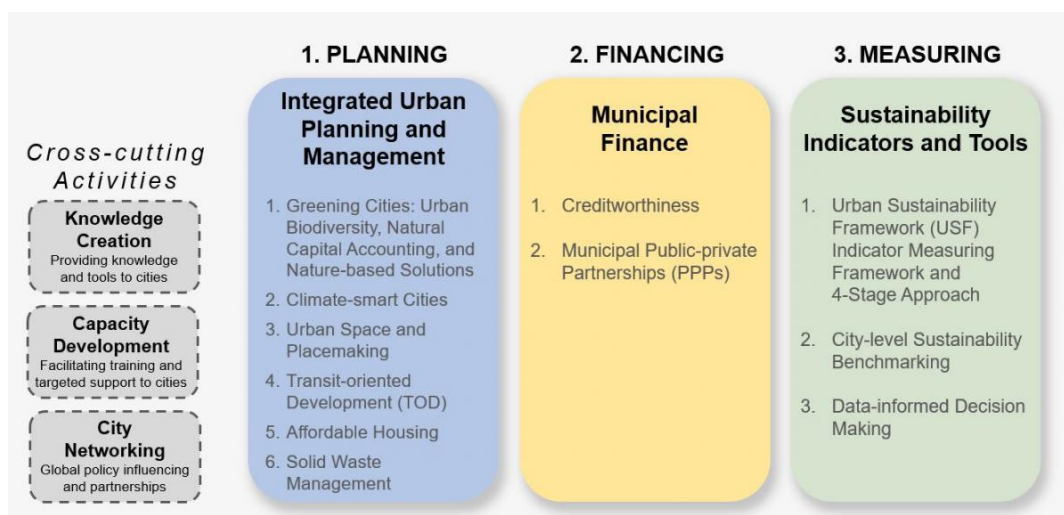 Cross-cutting
Activities
Knowledge
Creation
Providing knowledge
and tools to cities
Capacity
Development
Facilitating training and
targeted support to cities
City
Networking
Global policy influencing
and partnerships
1. PLANNING
Integrated Urban
Planning and
Management
1. Greening Cities: Urban
Biodiversity, Natural
Capital Accounting, and
Nature-based Solutions
2. Climate-smart Cities
3. Urban Space and
Placemaking
4. Transit-oriented
Development (TOD)
5. Affordable Housing
6. Solid Waste
Management
2. FINANCING
Municipal
Finance
1. Creditworthiness
2. Municipal Public-private
Partnerships (PPPs)
3. MEASURING
Sustainability
Indicators and Tools
1. Urban Sustainability
Framework (USF)
Indicator Measuring
Framework and
4-Stage Approach
2. City-level Sustainability
Benchmarking
3. Data-informed Decision
Making